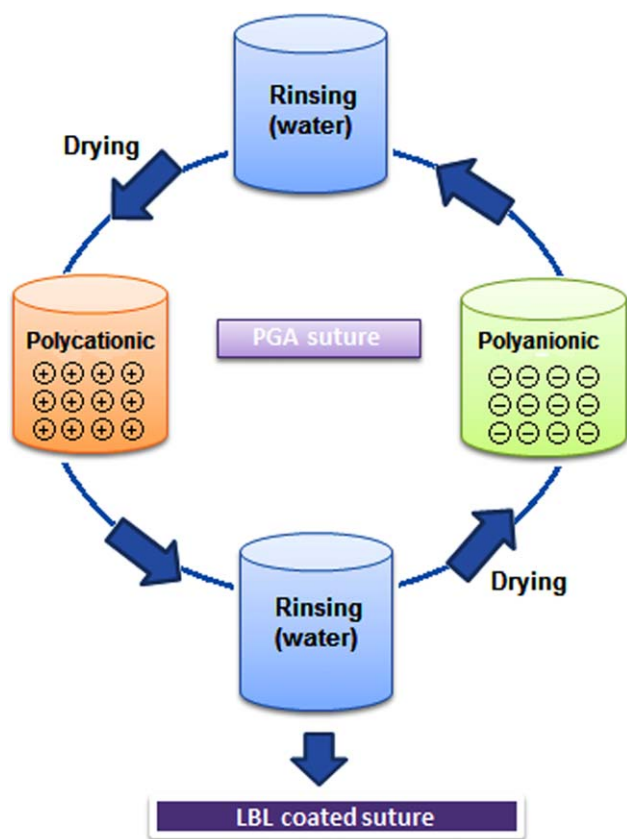 Rinsing
(water)
Drying
Polycationic
+ + + +
+ + + +
+ + + +
PGA suture
Polyanionic
− − − −
− − − −
− − − −
Rinsing
(water)
Drying
LBL coated suture